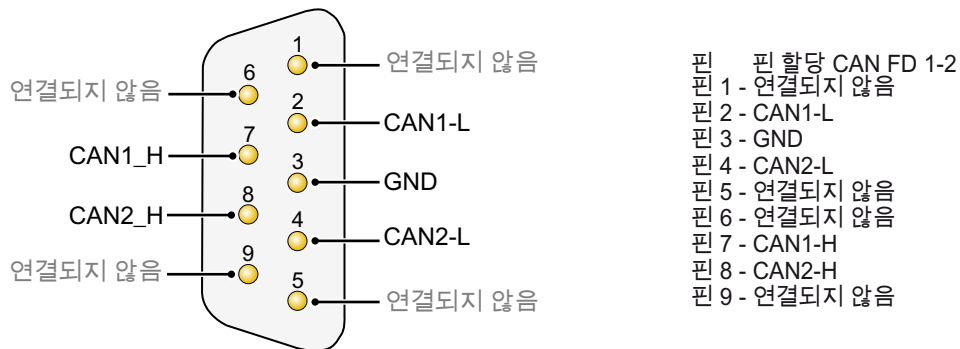 1
연결되지 않음
6
연결되지 않음
2
CAN1-L
7
CAN1_H
3
GND
8
CAN2_H
4
CAN2-L
9
연결되지 않음
5
연결되지 않음
핀 핀 할당 CAN FD 1-2
핀 1 - 연결되지 않음
핀 2 - CAN1-L
핀 3 - GND
핀 4 - CAN2-L
핀 5 - 연결되지 않음
핀 6 - 연결되지 않음
핀 7 - CAN1-H
핀 8 - CAN2-H
핀 9 - 연결되지 않음